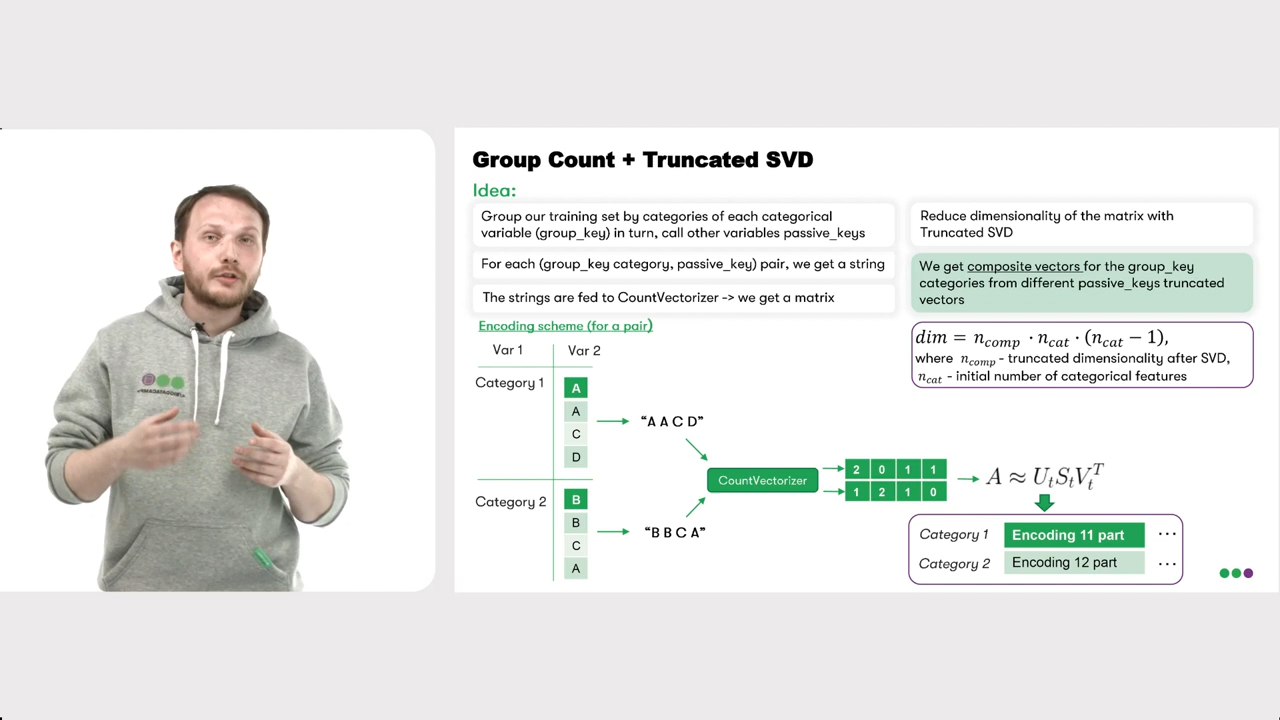 Group Count + Truncated SVD
Idea:
Group our training set by categories of each categorical
variable (group_key) in turn, call other variables passive_keys
For each (group_key category, passive_key) pair, we get a string
The strings are fed to CountVectorizer -> we get a matrix
Reduce dimensionality of the matrix with
Truncated SVD
We get composite vectors for the group_key
categories from different passive_keys truncated
vectors
dim = n_comp · n_cat · (n_cat − 1),
where n_comp - truncated dimensionality after SVD,
n_cat - initial number of categorical features
Encoding scheme (for a pair)
Var 1 Var 2
Category 1
A
A
C
D
"A A C D"
Category 2
B
B
C
A
"B B C A"
CountVectorizer
2 0 1 1
1 2 1 0
A ≈ U_t S_t V_t^T
Category 1 Encoding 11 part ...
Category 2 Encoding 12 part ...